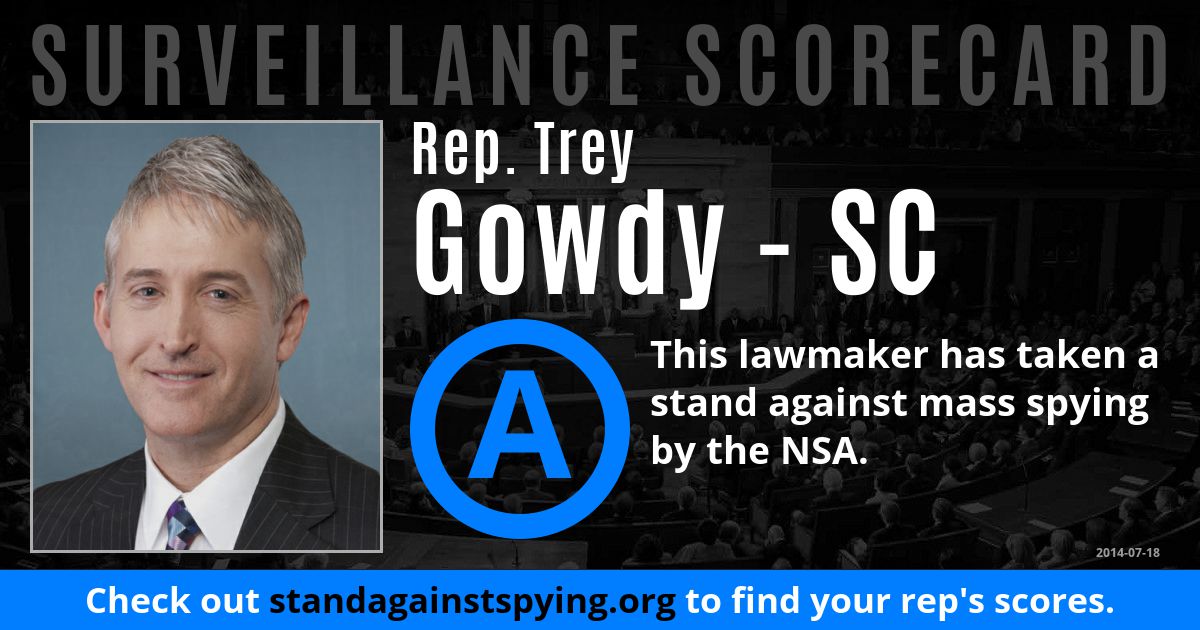 SURVEILLANCE SCORECARD
Rep. Trey
Gowdy - SC
A
This lawmaker has taken a
stand against mass spying
by the NSA.
2014-07-18
Check out standagainstspying.org to find your rep's scores.